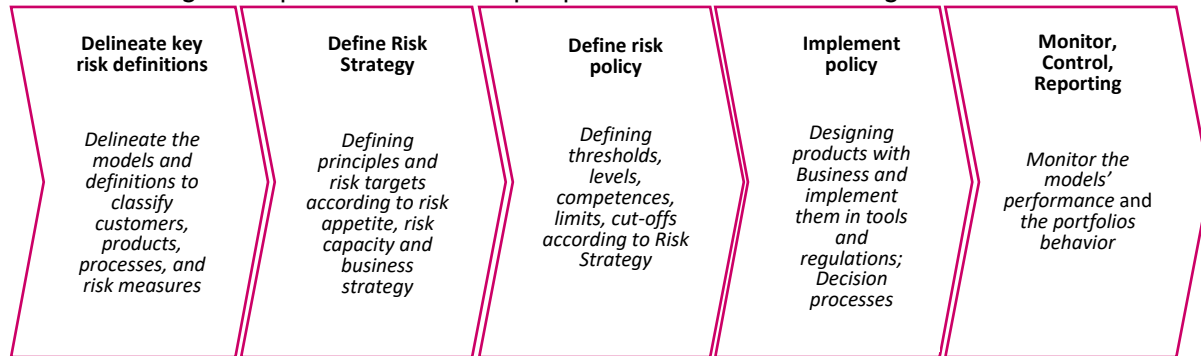 Delineate key
risk definitions
Delineate the
models and
definitions to
classify
customers,
products,
processes, and
risk measures
Define Risk
Strategy
Defining
principles and
risk targets
according to risk
appetite, risk
capacity and
business
strategy
Define risk
policy
Defining
thresholds,
levels,
competences,
limits, cut-offs
according to Risk
Strategy
Implement
policy
Designing
products with
Business and
implement
them in tools
and
regulations;
Decision
processes
Monitor,
Control,
Reporting
Monitor the
models'
performance and
the portfolios
behavior